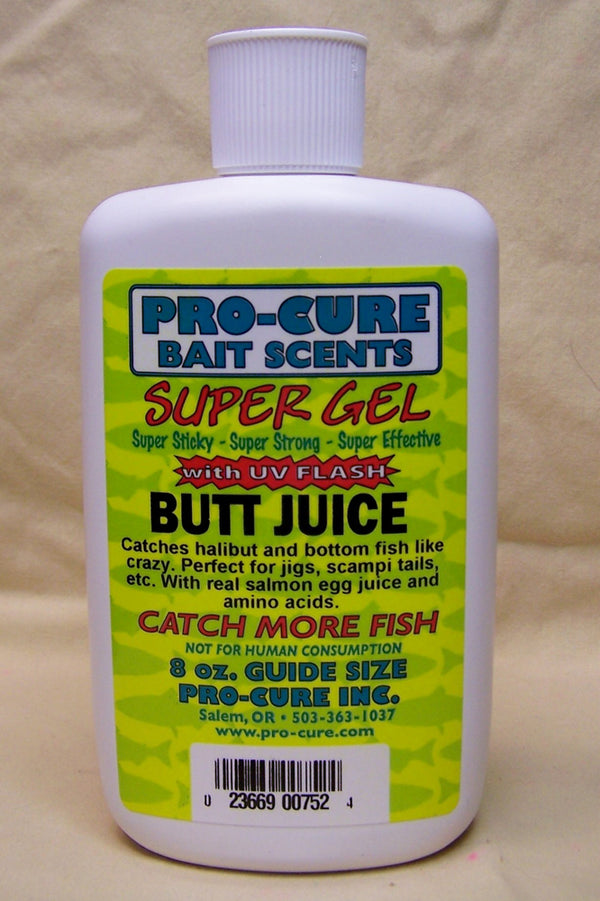 PRO-CURE
BAIT SCENTS
SUPER GEL
Super Sticky - Super Strong - Super Effective
with UV FLASH
BUTT JUICE
Catches halibut and bottom fish like
crazy. Perfect for jigs, scampi tails,
etc. With real salmon egg juice and
amino acids.
CATCH MORE FISH
NOT FOR HUMAN CONSUMPTION
8 oz. GUIDE SIZE
PRO-CURE INC.
Salem, OR • 503-363-1037
www.pro-cure.com
0 23669 00752 4